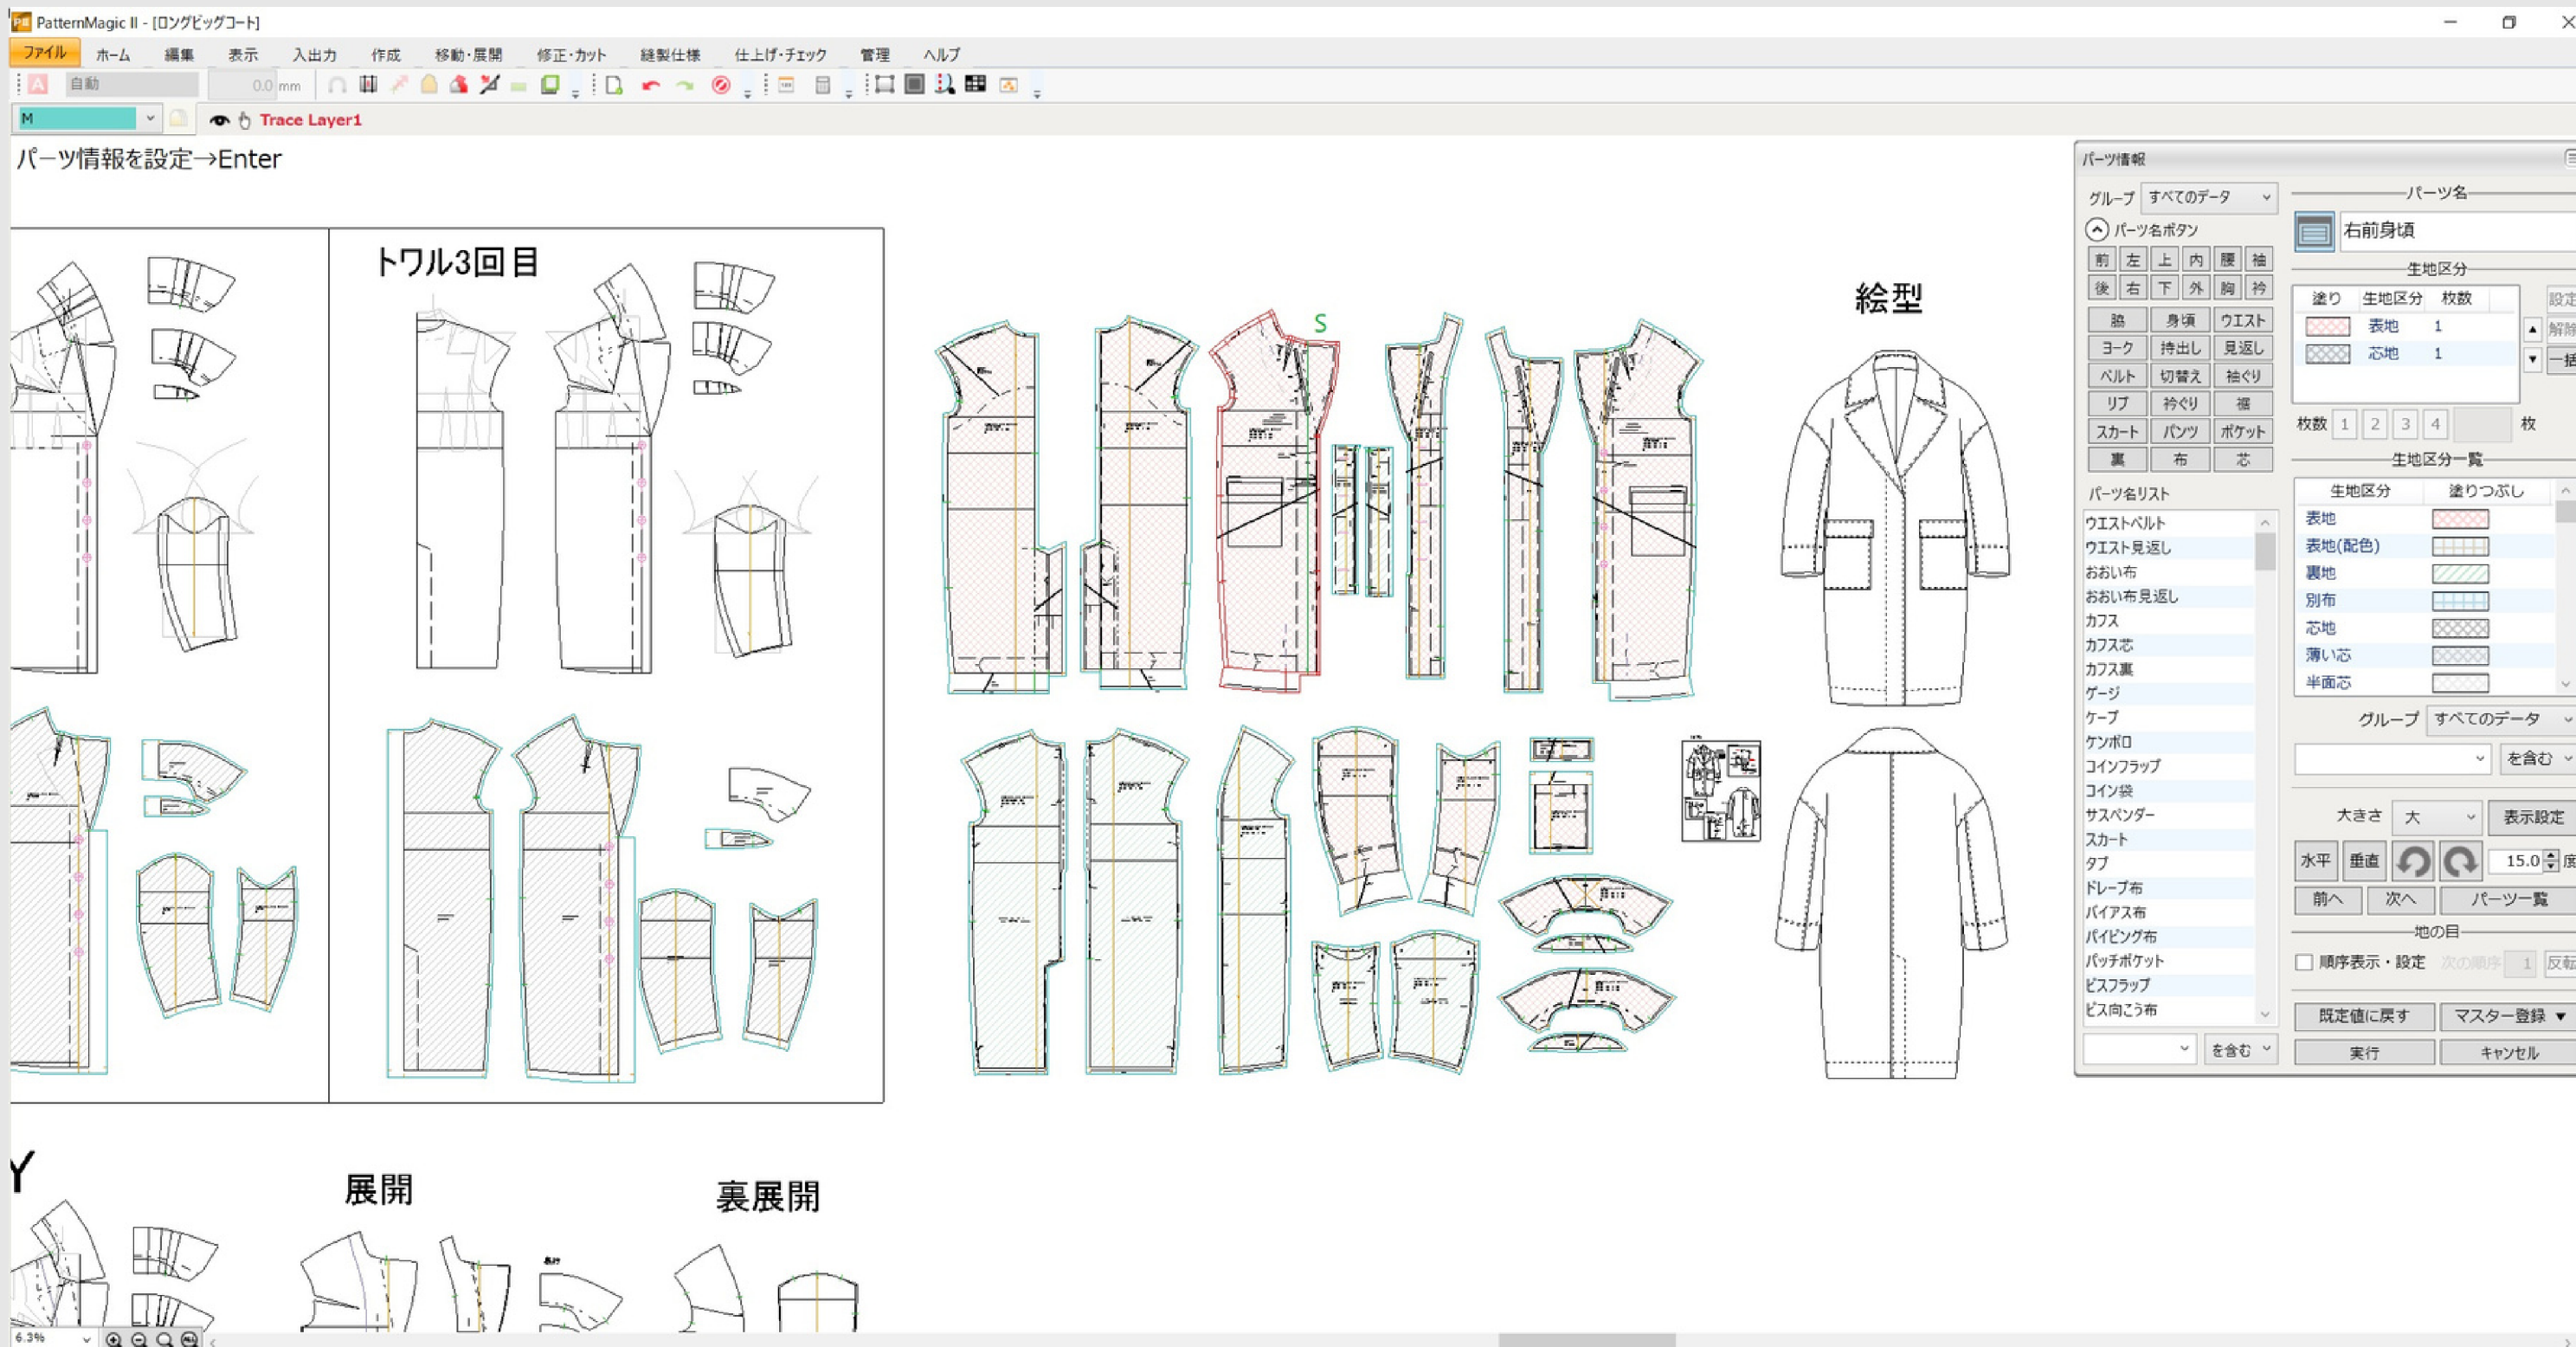 PatternMagic II - [ロングビッグコート]
ファイル ホーム 編集 表示 入出力 作成 移動・展開 修正・カット 縫製仕様 仕上げ・チェック 管理 ヘルプ
A 自動 0.0 mm
M Trace Layer1
パーツ情報を設定→Enter
トワル3回目
S
絵型
Y
展開
裏展開
6.3%
パーツ情報
グループ すべてのデータ
パーツ名ボタン
前 左 上 内 腰 袖
後 右 下 外 胸 衿
脇 身頃 ウエスト
ヨーク 持出し 見返し
ベルト 切替え 袖ぐり
リブ 衿ぐり 裾
スカート パンツ ポケット
裏 布 芯
パーツ名リスト
ウエストベルト
ウエスト見返し
おおい布
おおい布見返し
カフス
カフス芯
カフス裏
ゲージ
ケープ
ケンボロ
コインフラップ
コイン袋
サスペンダー
スカート
タブ
ドレープ布
バイアス布
パイピング布
パッチポケット
ビスフラップ
ビス向こう布
を含む
パーツ名
右前身頃
生地区分
塗り 生地区分 枚数
表地 1
芯地 1
設定
解除
一括
枚数 1 2 3 4 枚
生地区分一覧
生地区分 塗りつぶし
表地
表地(配色)
裏地
別布
芯地
薄い芯
半面芯
グループ すべてのデータ
を含む
大きさ 大 表示設定
水平 垂直 15.0 度
前へ 次へ パーツ一覧
地の目
順序表示・設定 次の順序 1 反転
既定値に戻す マスター登録 ▼
実行 キャンセル